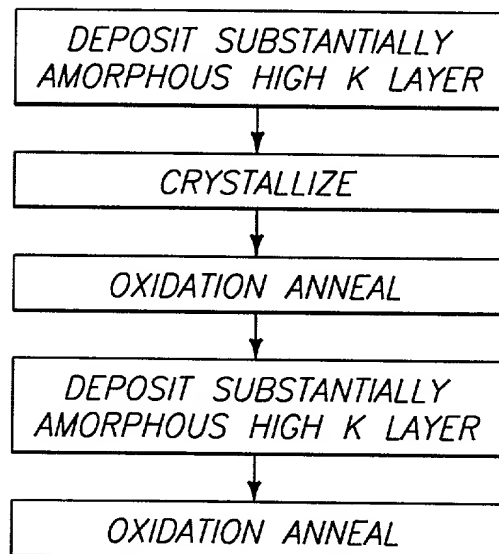 DEPOSIT SUBSTANTIALLY
AMORPHOUS HIGH K LAYER
CRYSTALLIZE
OXIDATION ANNEAL
DEPOSIT SUBSTANTIALLY
AMORPHOUS HIGH K LAYER
OXIDATION ANNEAL